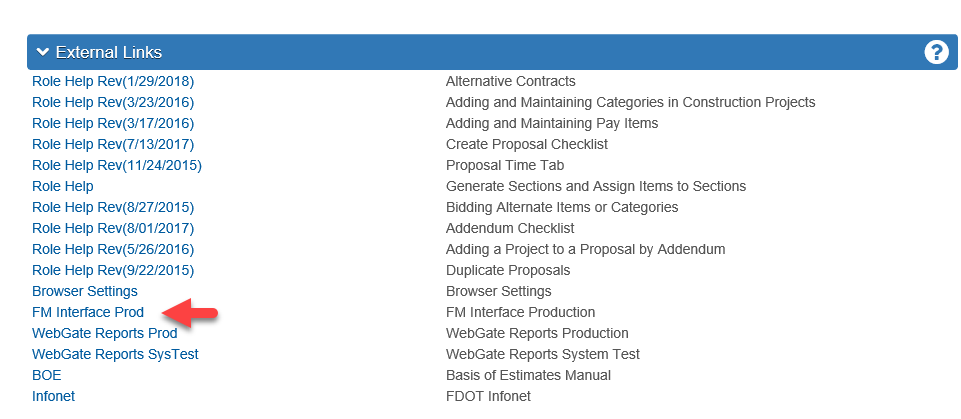 External Links ?
Role Help Rev(1/29/2018) Alternative Contracts
Role Help Rev(3/23/2016) Adding and Maintaining Categories in Construction Projects
Role Help Rev(3/17/2016) Adding and Maintaining Pay Items
Role Help Rev(7/13/2017) Create Proposal Checklist
Role Help Rev(11/24/2015) Proposal Time Tab
Role Help Generate Sections and Assign Items to Sections
Role Help Rev(8/27/2015) Bidding Alternate Items or Categories
Role Help Rev(8/01/2017) Addendum Checklist
Role Help Rev(5/26/2016) Adding a Project to a Proposal by Addendum
Role Help Rev(9/22/2015) Duplicate Proposals
Browser Settings Browser Settings
FM Interface Prod FM Interface Production
WebGate Reports Prod WebGate Reports Production
WebGate Reports SysTest WebGate Reports System Test
BOE Basis of Estimates Manual
Infonet FDOT Infonet